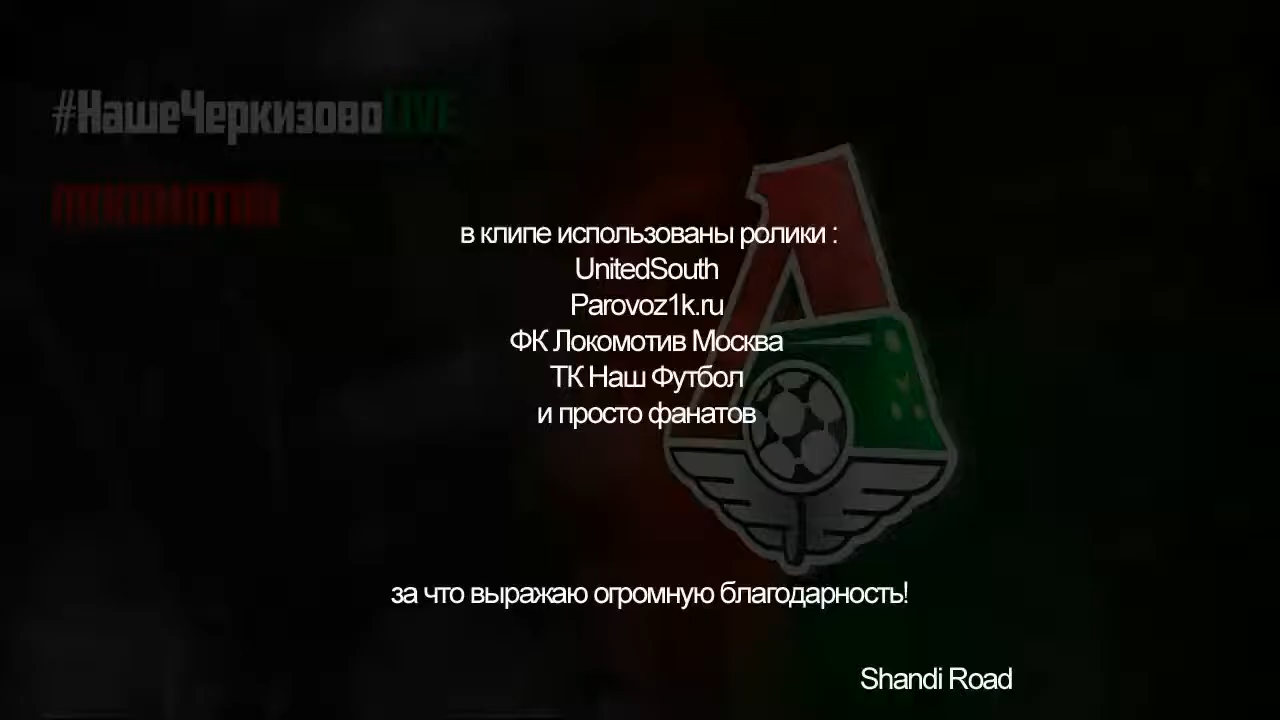 #НашеЧеркизовоLIVE
ЛОКОМОТИВ
в клипе использованы ролики :
UnitedSouth
Parovoz1k.ru
ФК Локомотив Москва
ТК Наш Футбол
и просто фанатов
за что выражаю огромную благодарность!
Shandi Road